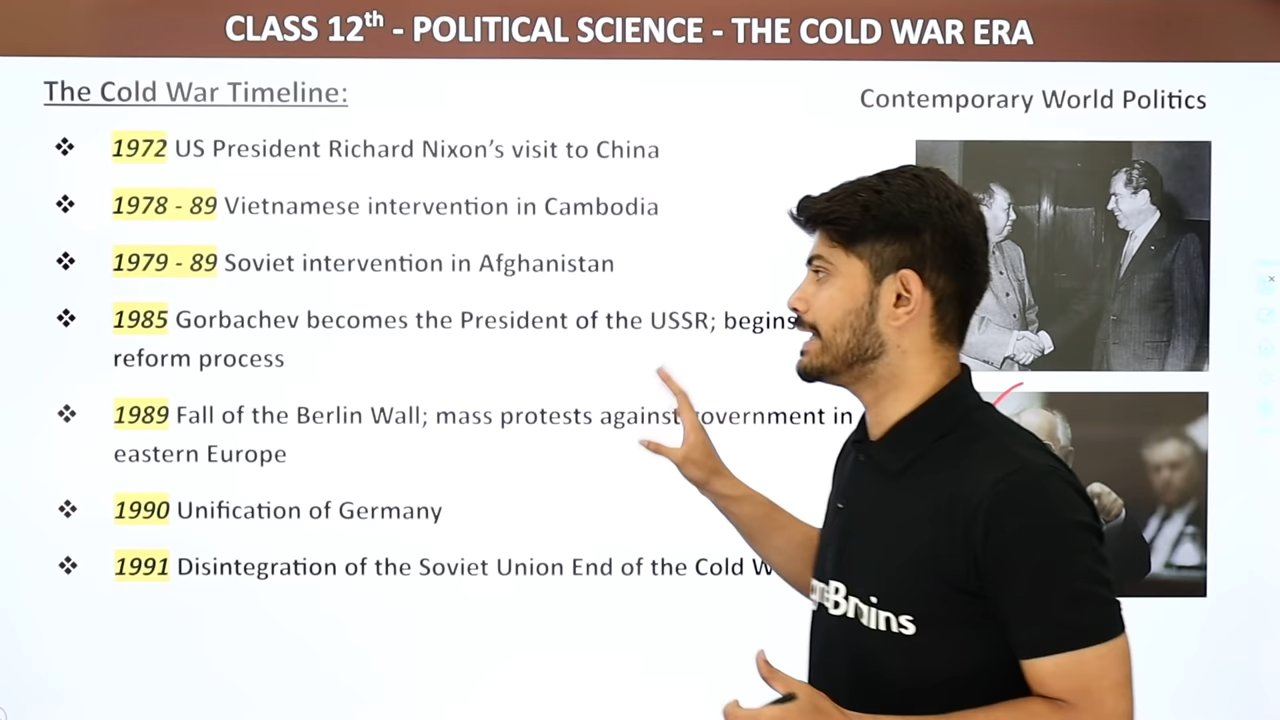 CLASS 12th - POLITICAL SCIENCE - THE COLD WAR ERA
The Cold War Timeline:
Contemporary World Politics
❖ 1972 US President Richard Nixon's visit to China
❖ 1978 - 89 Vietnamese intervention in Cambodia
❖ 1979 - 89 Soviet intervention in Afghanistan
❖ 1985 Gorbachev becomes the President of the USSR; begins
reform process
❖ 1989 Fall of the Berlin Wall; mass protests against government in
eastern Europe
❖ 1990 Unification of Germany
❖ 1991 Disintegration of the Soviet Union End of the Cold
Brains